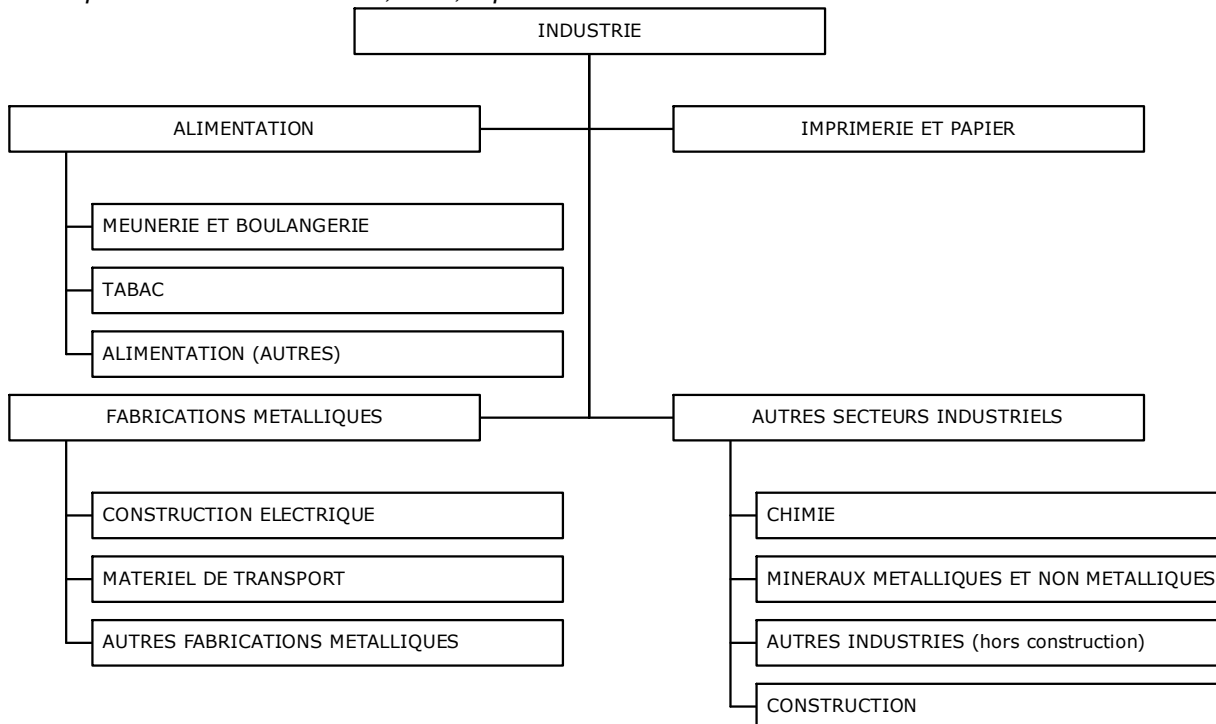 INDUSTRIE
ALIMENTATION
IMPRIMERIE ET PAPIER
MEUNERIE ET BOULANGERIE
TABAC
ALIMENTATION (AUTRES)
FABRICATIONS METALLIQUES
AUTRES SECTEURS INDUSTRIELS
CONSTRUCTION ELECTRIQUE
CHIMIE
MATERIEL DE TRANSPORT
MINERAUX METALLIQUES ET NON METALLIQUES
AUTRES FABRICATIONS METALLIQUES
AUTRES INDUSTRIES (hors construction)
CONSTRUCTION